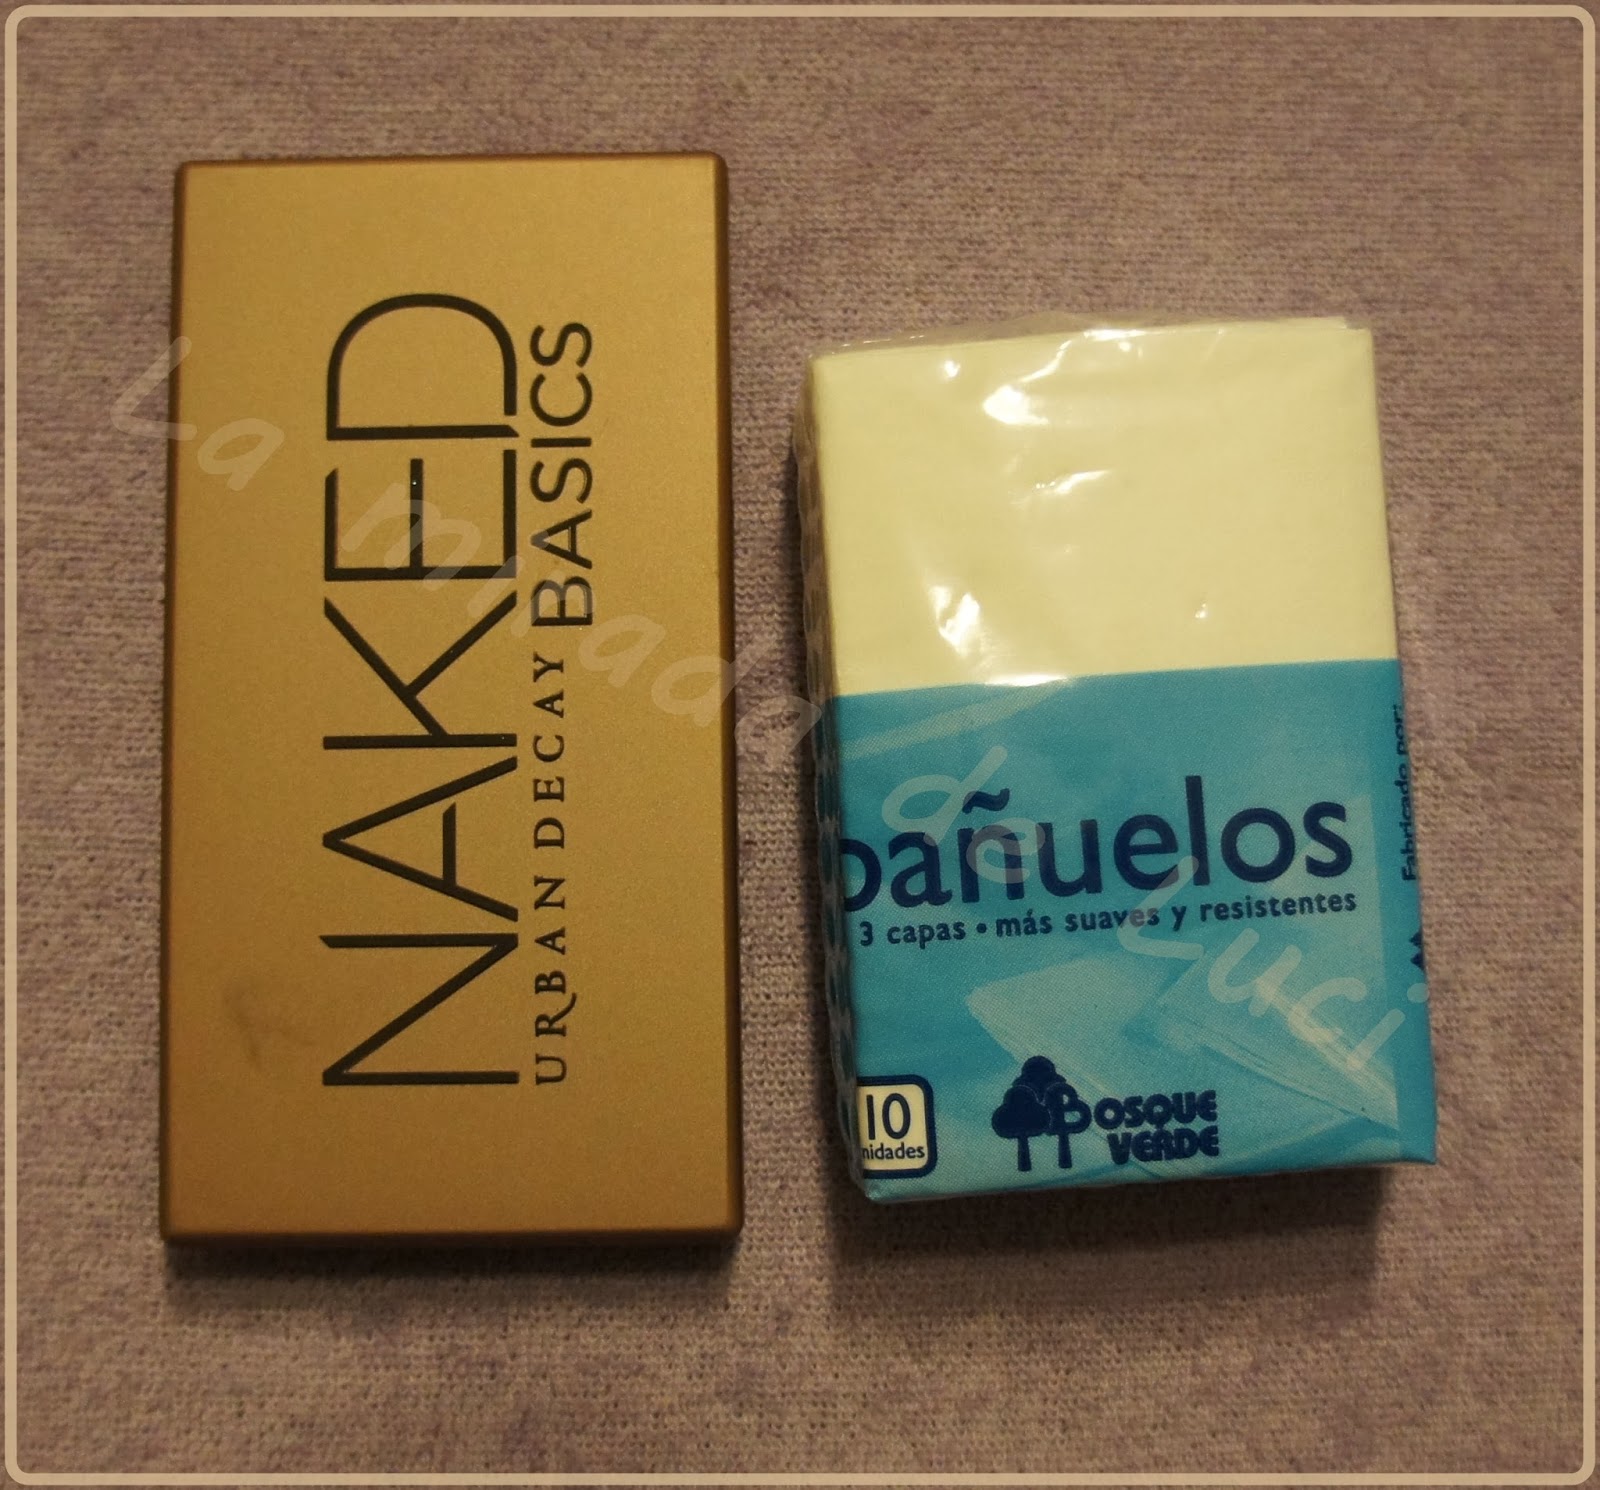 NAKED
URBAN DECAY BASICS
pañuelos
3 capas • más suaves y resistentes
10
nidades
BOSQUE
VERDE
Fabricado por:
La mirada de Luci